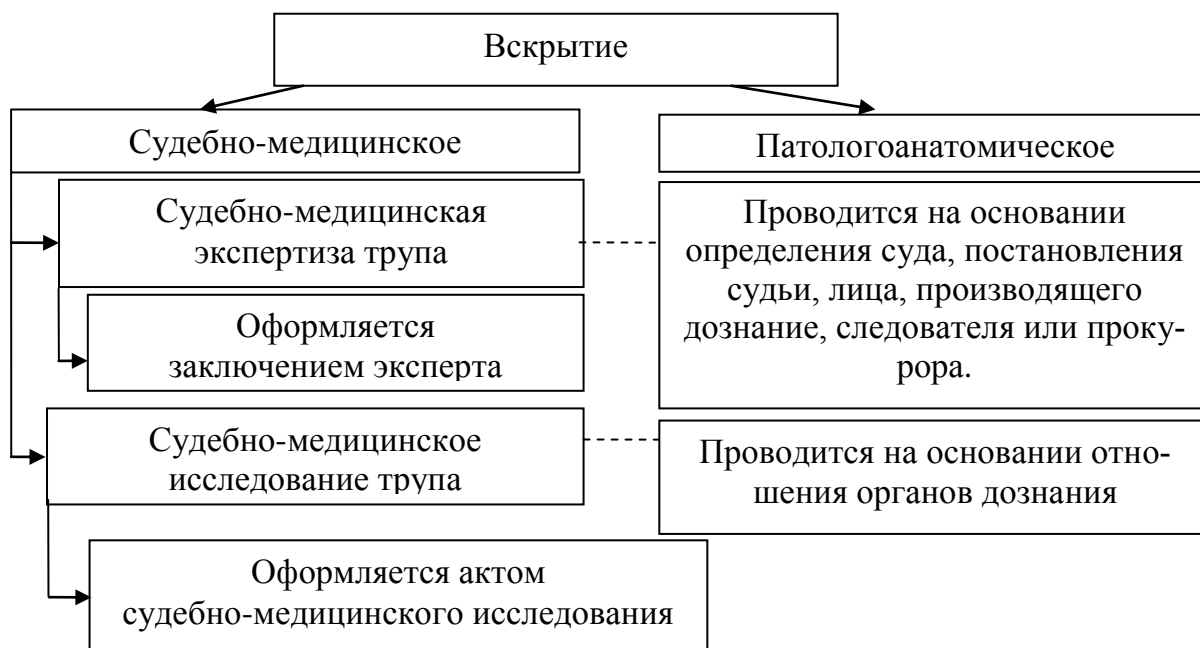 Вскрытие
Судебно-медицинское
Патологоанатомическое
Судебно-медицинская
экспертиза трупа
Проводится на основании
определения суда, постановления
судьи, лица, производящего
дознание, следователя или проку-
рора.
Оформляется
заключением эксперта
Судебно-медицинское
исследование трупа
Проводится на основании отно-
шения органов дознания
Оформляется актом
судебно-медицинского исследования